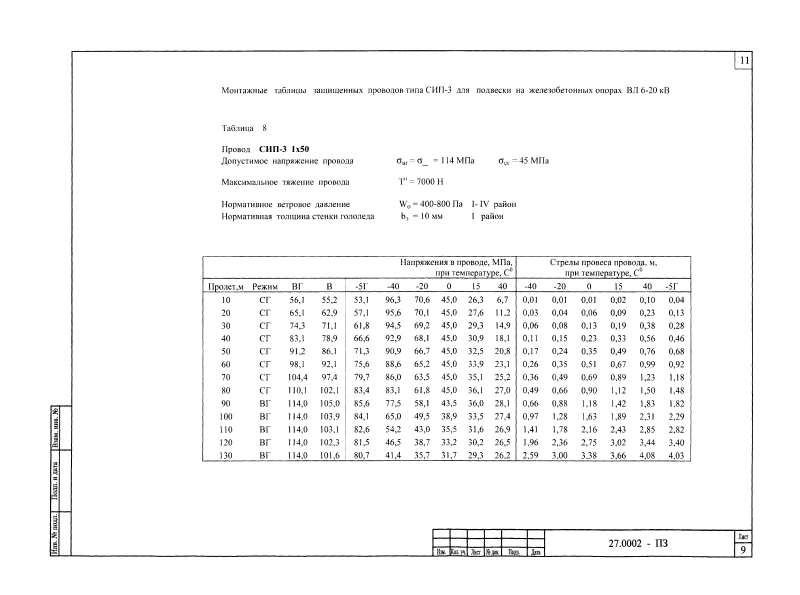 11
Монтажные таблицы защищенных проводов типа СИП-3 для подвески на железобетонных опорах ВЛ 6-20 кВ
Таблица 8
Провод СИП-3 1x50
Допустимое напряжение провода σнг = σ_ = 114 МПа σсг = 45 МПа
Максимальное тяжение провода Tн = 7000 Н
Нормативное ветровое давление Wо = 400-800 Па I- IV район
Нормативная толщина стенки гололеда bэ = 10 мм I район
Напряжения в проводе, МПа, Стрелы провеса провода, м,
при температуре, С⁰ при температуре, С⁰
Пролет,м Режим ВГ В -5Г -40 -20 0 15 40 -40 -20 0 15 40 -5Г
10 СГ 56,1 55,2 53,1 96,3 70,6 45,0 26,3 6,7 0,01 0,01 0,01 0,02 0,10 0,04
20 СГ 65,1 62,9 57,1 95,6 70,1 45,0 27,6 11,2 0,03 0,04 0,06 0,09 0,23 0,13
30 СГ 74,3 71,1 61,8 94,5 69,2 45,0 29,3 14,9 0,06 0,08 0,13 0,19 0,38 0,28
40 СГ 83,1 78,9 66,6 92,9 68,1 45,0 30,9 18,1 0,11 0,15 0,23 0,33 0,56 0,46
50 СГ 91,2 86,1 71,3 90,9 66,7 45,0 32,5 20,8 0,17 0,24 0,35 0,49 0,76 0,68
60 СГ 98,1 92,1 75,6 88,6 65,2 45,0 33,9 23,1 0,26 0,35 0,51 0,67 0,99 0,92
70 СГ 104,4 97,4 79,7 86,0 63,5 45,0 35,1 25,2 0,36 0,49 0,69 0,89 1,23 1,18
80 СГ 110,1 102,1 83,4 83,1 61,8 45,0 36,1 27,0 0,49 0,66 0,90 1,12 1,50 1,48
90 ВГ 114,0 105,0 85,6 77,5 58,1 43,5 36,0 28,1 0,66 0,88 1,18 1,42 1,83 1,82
100 ВГ 114,0 103,9 84,1 65,0 49,5 38,9 33,5 27,4 0,97 1,28 1,63 1,89 2,31 2,29
110 ВГ 114,0 103,1 82,6 54,2 43,0 35,5 31,6 26,9 1,41 1,78 2,16 2,43 2,85 2,82
120 ВГ 114,0 102,3 81,5 46,5 38,7 33,2 30,2 26,5 1,96 2,36 2,75 3,02 3,44 3,40
130 ВГ 114,0 101,6 80,7 41,4 35,7 31,7 29,3 26,2 2,59 3,00 3,38 3,66 4,08 4,03
Взам. инв. №
Подп. и дата
Инв. № подл.
Изм. Кол. уч. Лист № док. Подп. Дата
27.0002 - ПЗ
Лист
9